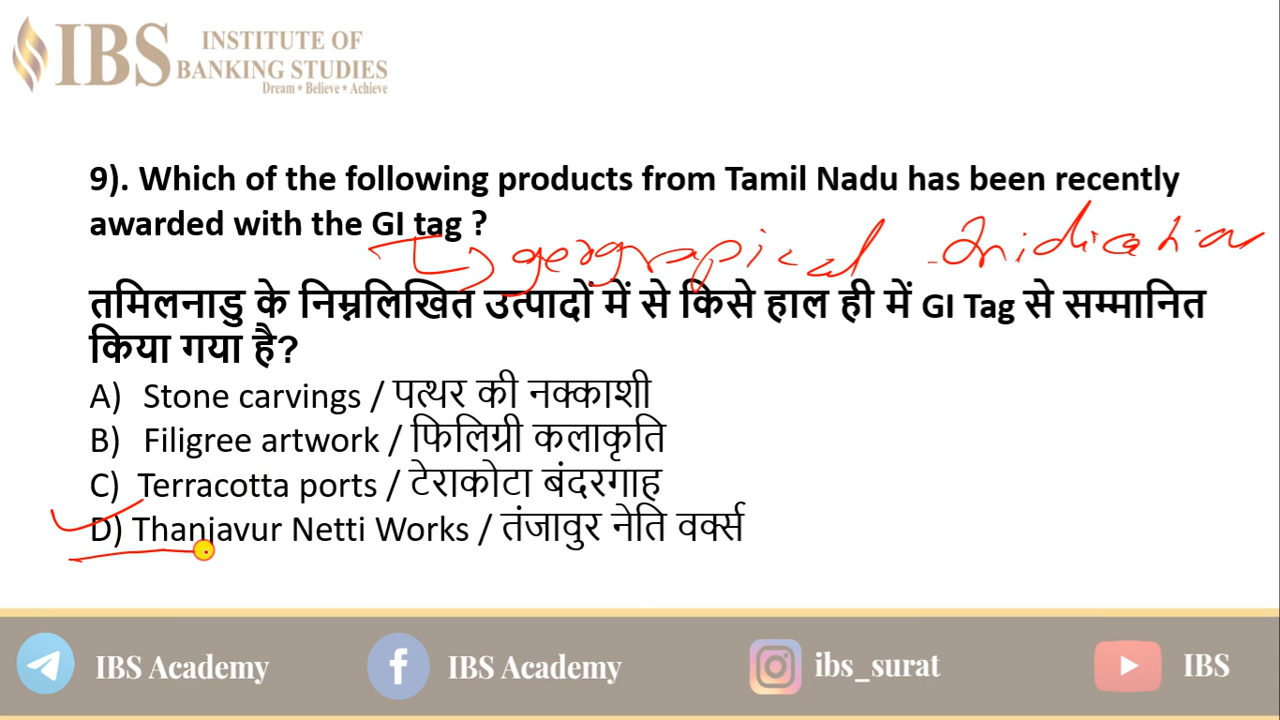 IBS INSTITUTE OF
BANKING STUDIES
Dream * Believe * Achieve
9). Which of the following products from Tamil Nadu has been recently
awarded with the GI tag ?
geograpical Inidication
तमिलनाडु के निम्नलिखित उत्पादों में से किसे हाल ही में GI Tag से सम्मानित
किया गया है?
A) Stone carvings / पत्थर की नक्काशी
B) Filigree artwork / फिलिग्री कलाकृति
C) Terracotta ports / टेराकोटा बंदरगाह
D) Thanjavur Netti Works / तंजावुर नेति वर्क्स
IBS Academy IBS Academy ibs_surat IBS